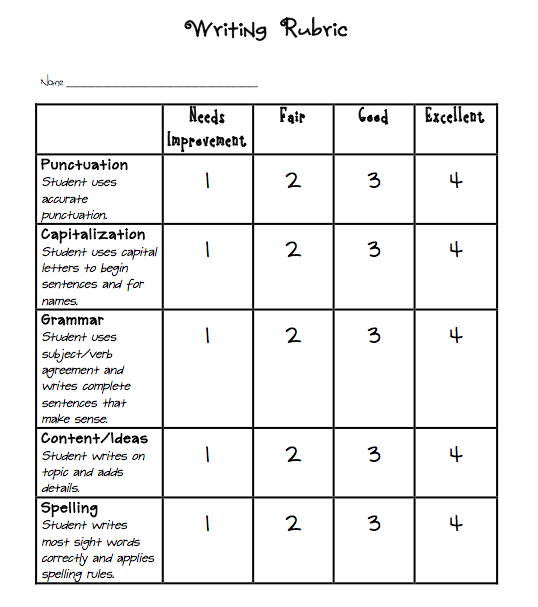 Writing Rubric
Name
Needs Improvement Fair Good Excellent
Punctuation 1 2 3 4
Student uses
accurate
punctuation.
Capitalization 1 2 3 4
Student uses capital
letters to begin
sentences and for
names.
Grammar 1 2 3 4
Student uses
subject/verb
agreement and
writes complete
sentences that
make sense.
Content/Ideas 1 2 3 4
Student writes on
topic and adds
details.
Spelling 1 2 3 4
Student writes
most sight words
correctly and applies
spelling rules.